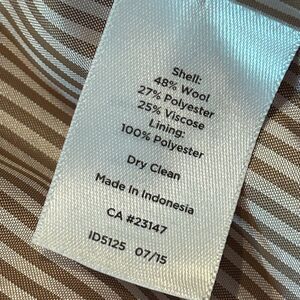 Shell:
48% Wool
27% Polyester
25% Viscose
Lining:
100% Polyester
Dry Clean
Made In Indonesia
CA #23147
ID5125 07/15